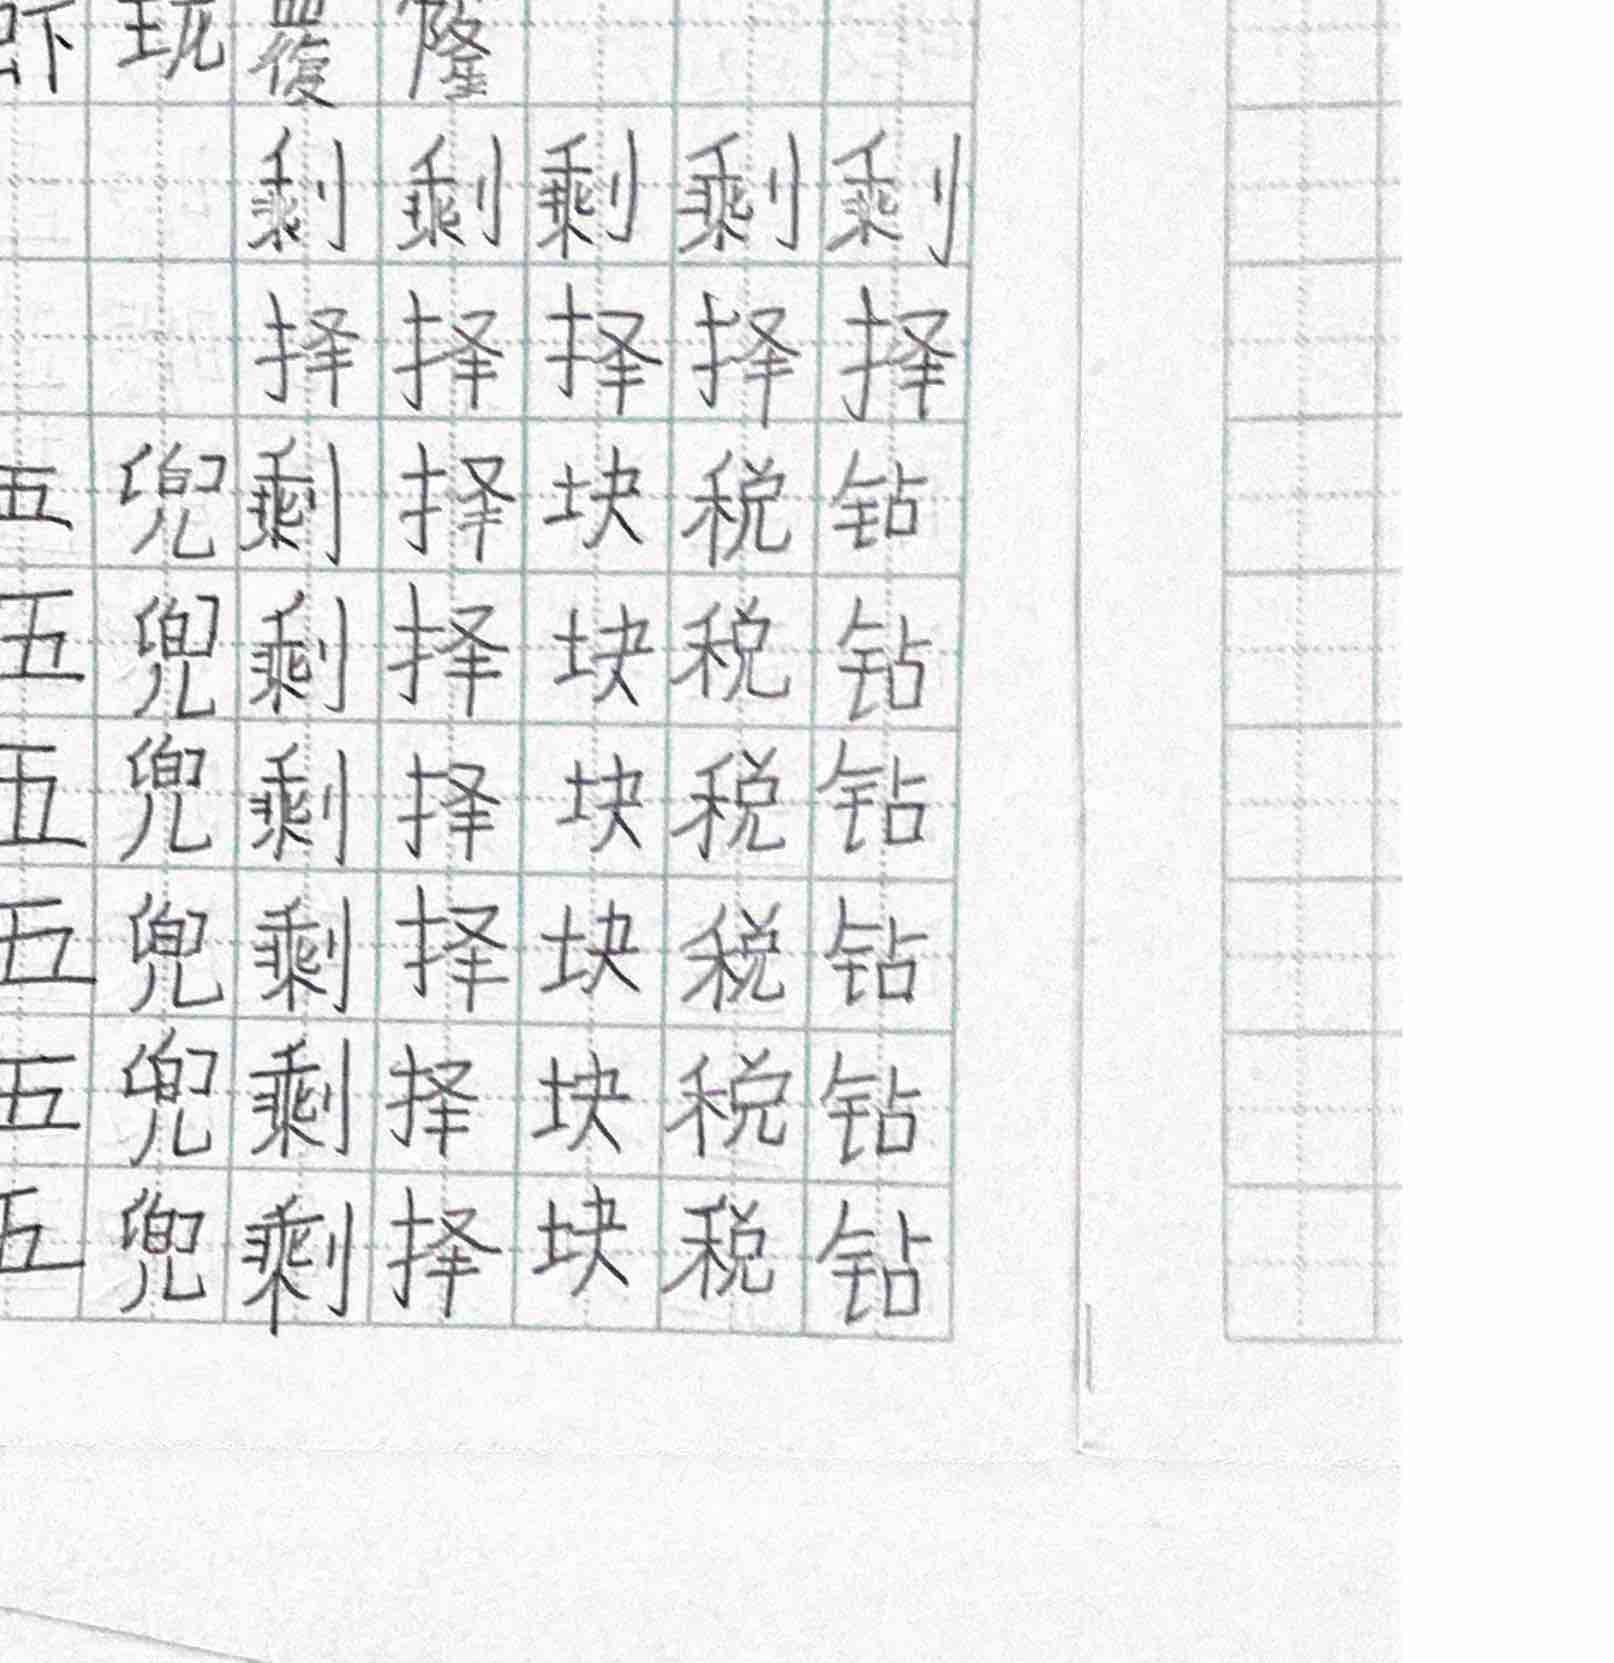 虾 玩 覆 隆
剩 剩 剩 剩 剩
择 择 择 择 择
五 兜 剩 择 块 税 钻
五 兜 剩 择 块 税 钻
五 兜 剩 择 块 税 钻
五 兜 剩 择 块 税 钻
五 兜 剩 择 块 税 钻
五 兜 剩 择 块 税 钻